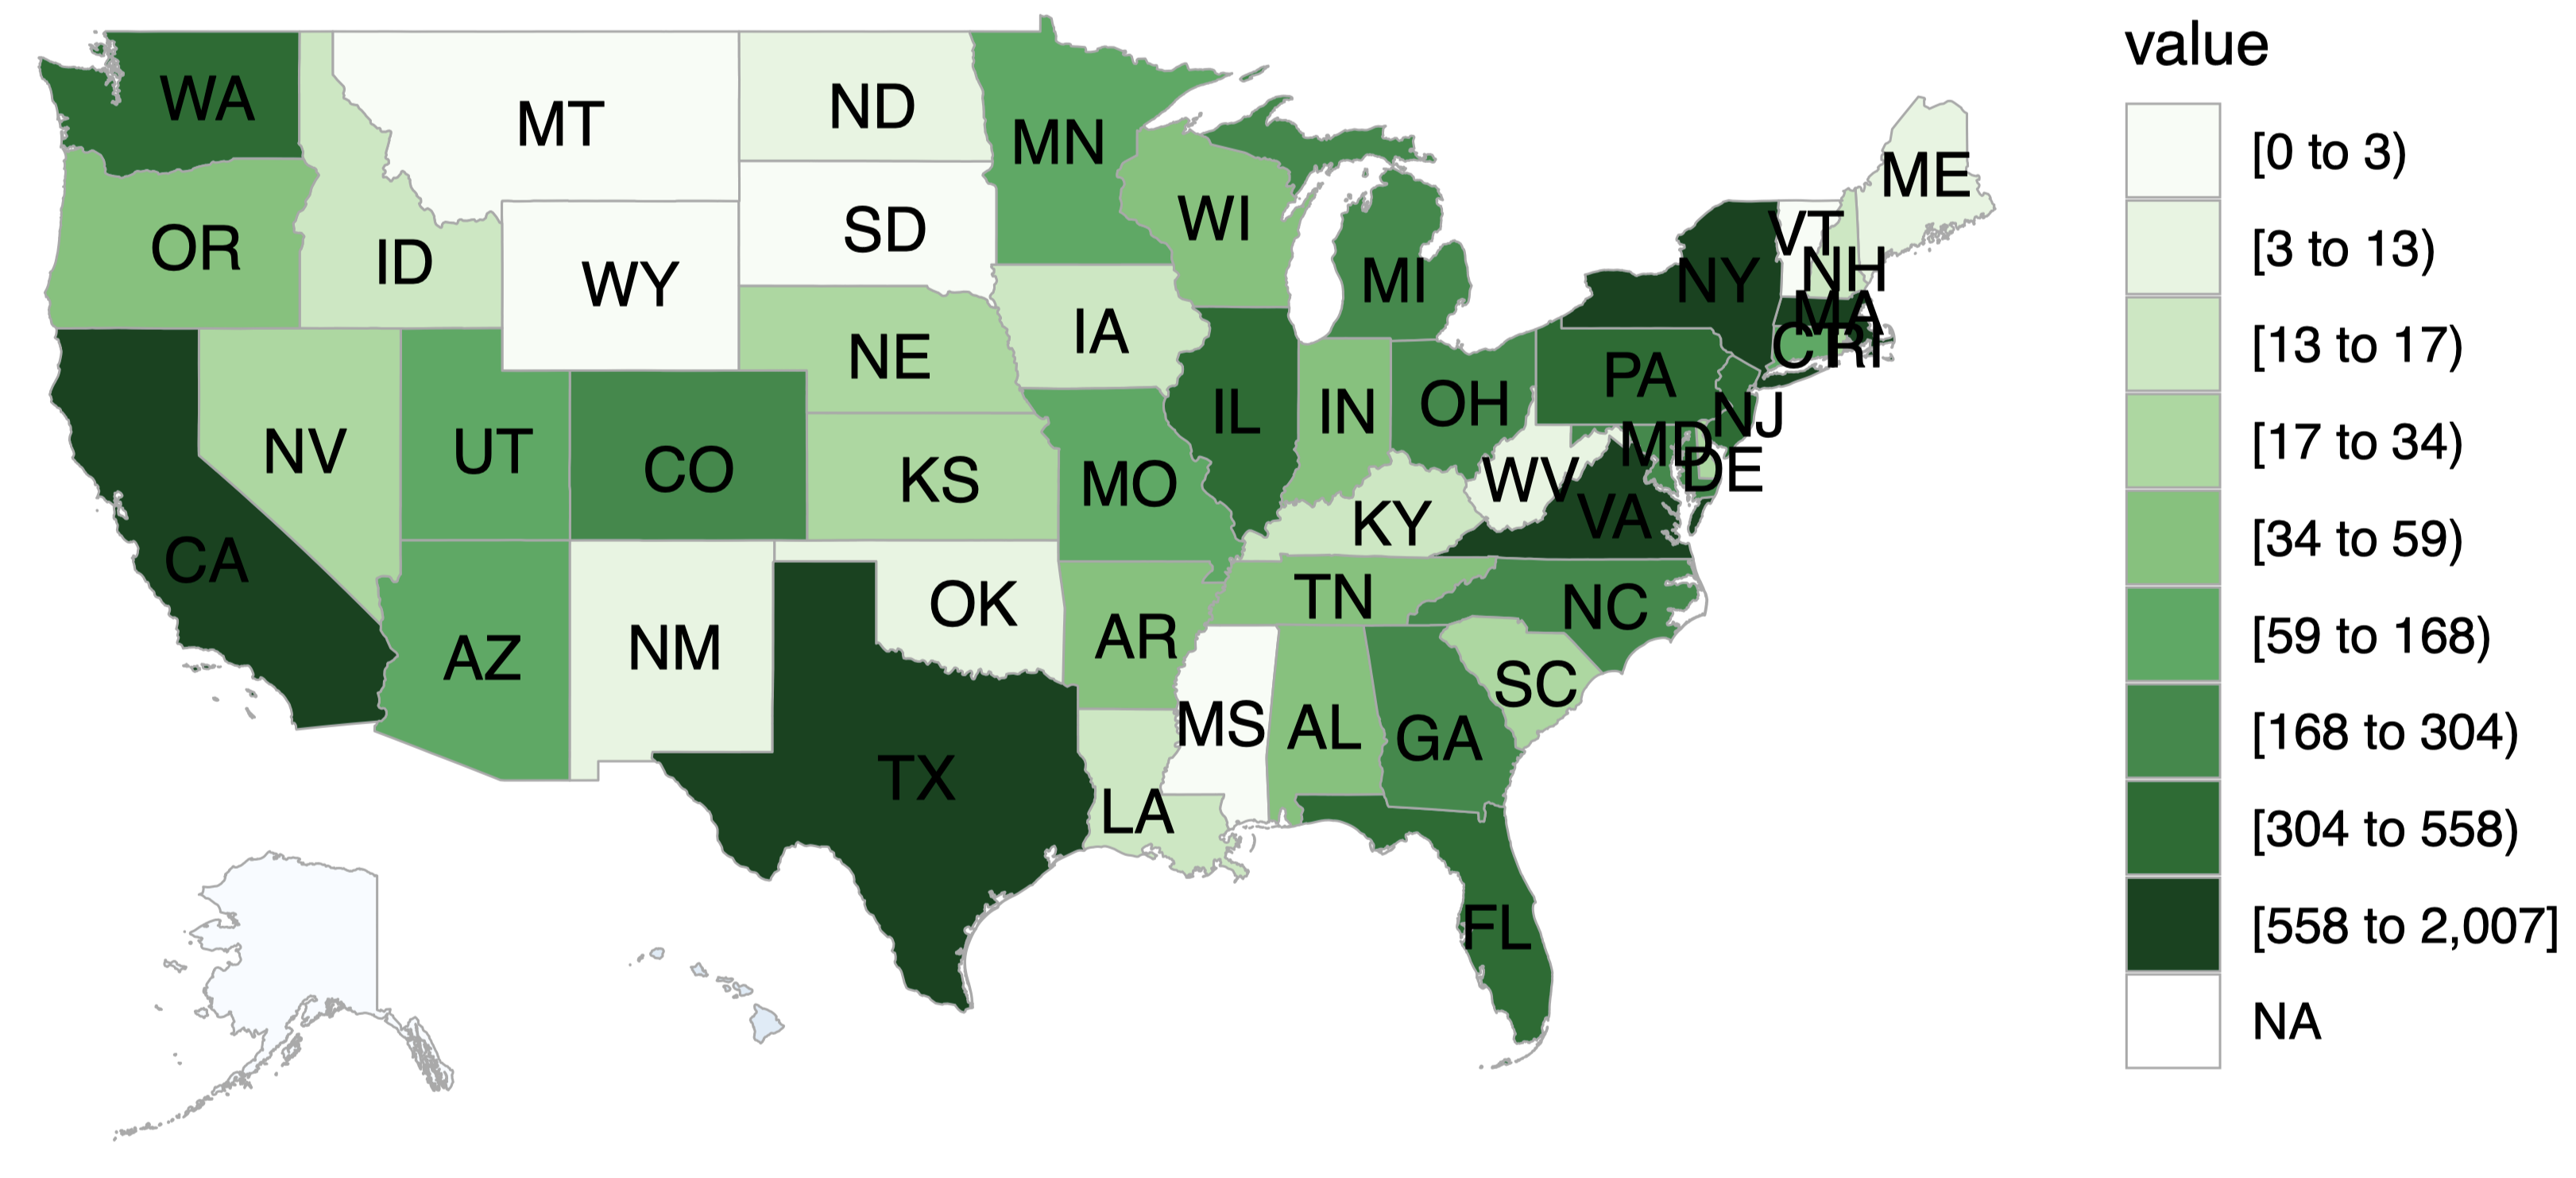 value
[0 to 3)
[3 to 13)
[13 to 17)
[17 to 34)
[34 to 59)
[59 to 168)
[168 to 304)
[304 to 558)
[558 to 2,007]
NA
WA
MT
ND
MN
ME
OR
ID
WY
SD
WI
MI
NY
VT
NH
MA
CT
RI
NV
UT
CO
NE
KS
IA
MO
IL
IN
OH
PA
NJ
MD
DE
WV
VA
KY
CA
AZ
NM
OK
TX
AR
TN
NC
SC
MS
AL
GA
LA
FL